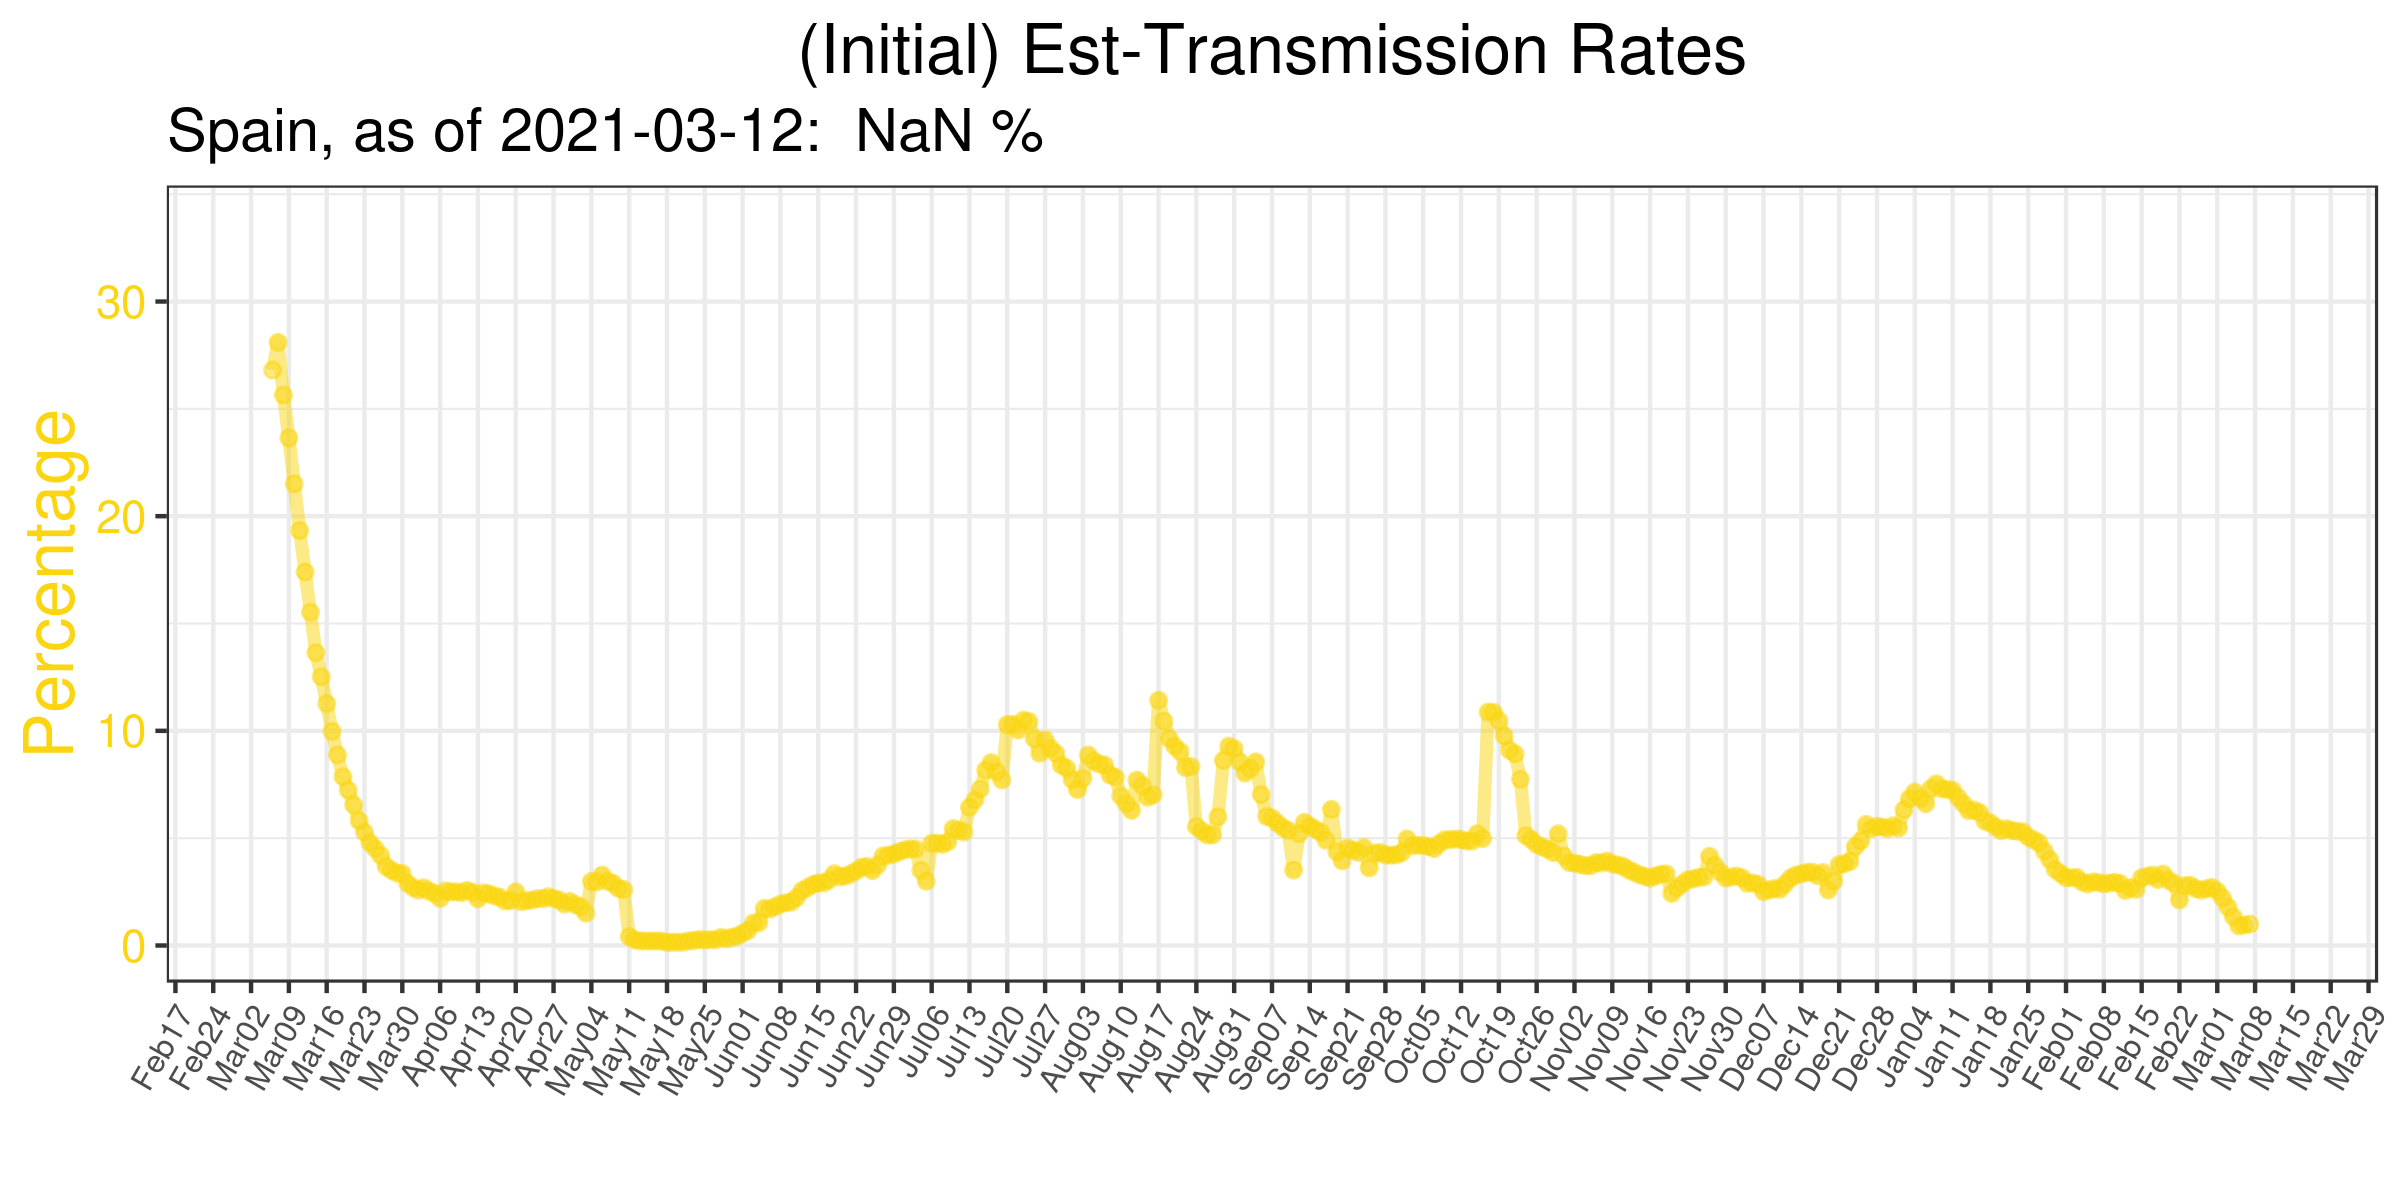 (Initial) Est-Transmission Rates
Spain, as of 2021-03-12:  NaN %
Percentage
30
20
10
0
Feb17
Feb24
Mar02
Mar09
Mar16
Mar23
Mar30
Apr06
Apr13
Apr20
Apr27
May04
May11
May18
May25
Jun01
Jun08
Jun15
Jun22
Jun29
Jul06
Jul13
Jul20
Jul27
Aug03
Aug10
Aug17
Aug24
Aug31
Sep07
Sep14
Sep21
Sep28
Oct05
Oct12
Oct19
Oct26
Nov02
Nov09
Nov16
Nov23
Nov30
Dec07
Dec14
Dec21
Dec28
Jan04
Jan11
Jan18
Jan25
Feb01
Feb08
Feb15
Feb22
Mar01
Mar08
Mar15
Mar22
Mar29